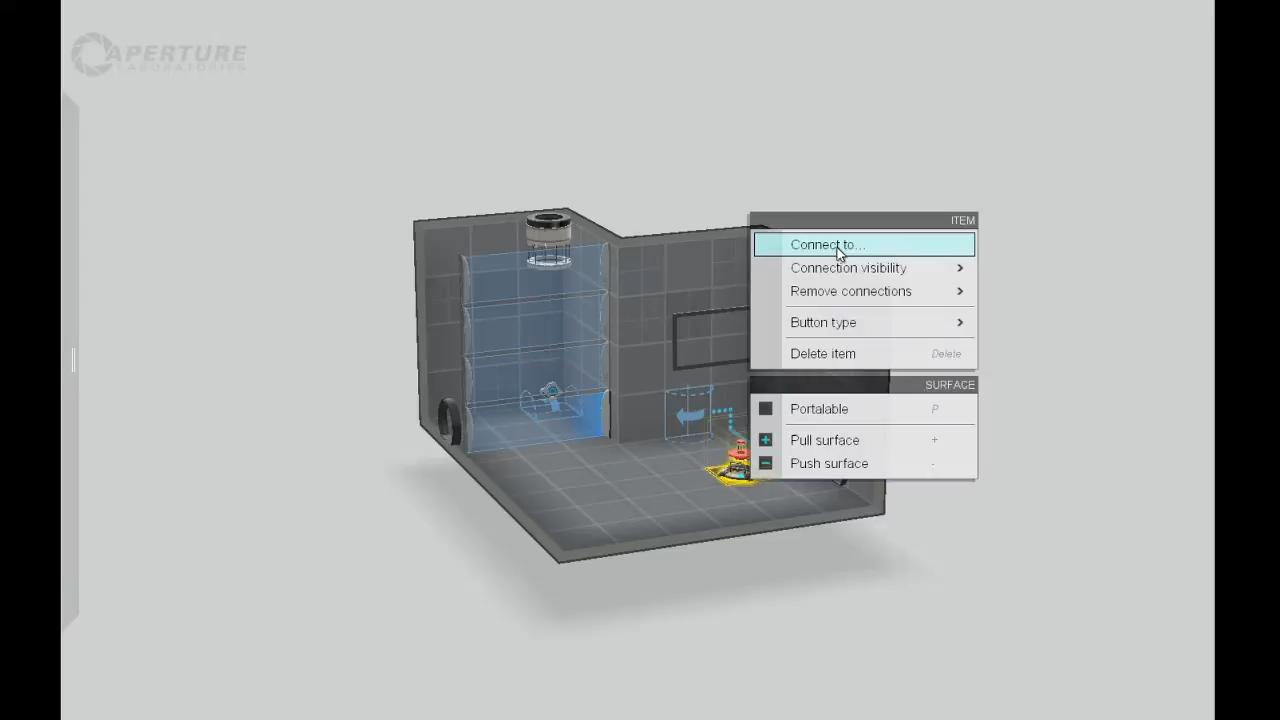 APERTURE
LABORATORIES
ITEM
Connect to...
Connection visibility
Remove connections
Button type
Delete item Delete
SURFACE
Portalable P
Pull surface +
Push surface -